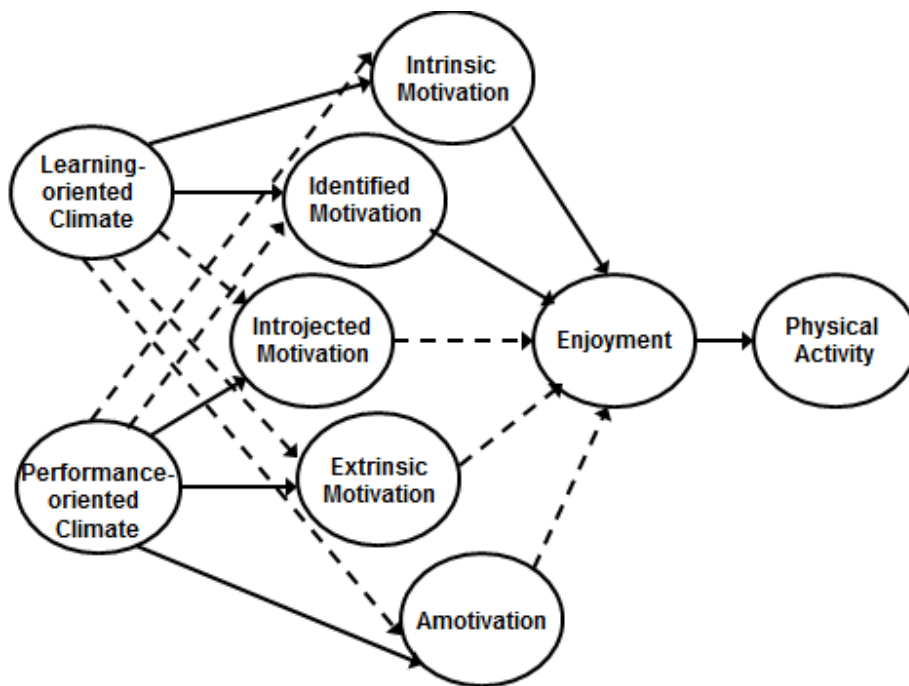 Intrinsic
Motivation
Learning-
oriented
Climate
Identified
Motivation
Introjected
Motivation
Enjoyment
Physical
Activity
Performance-
oriented
Climate
Extrinsic
Motivation
Amotivation